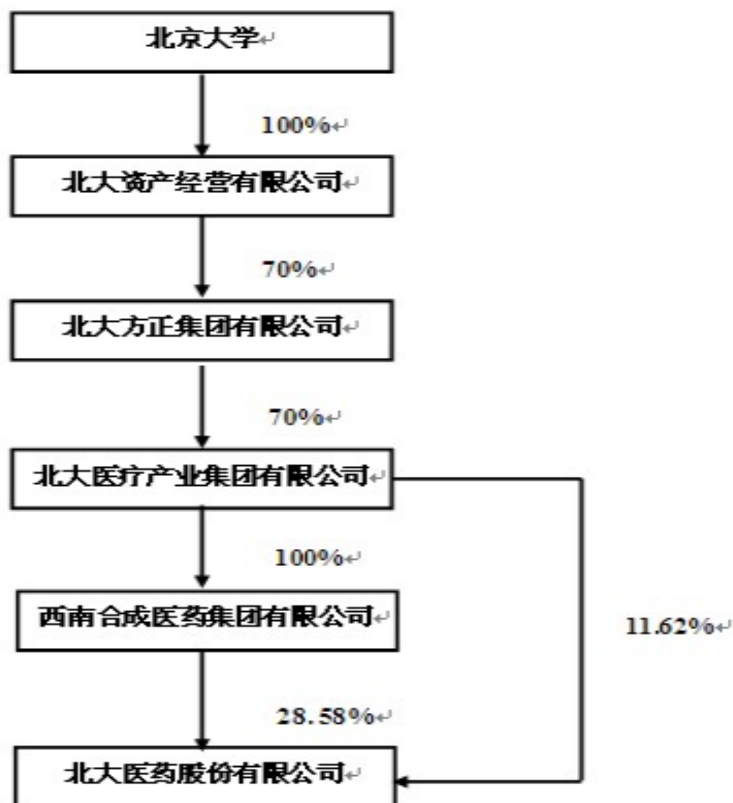 北京大学
100%
北大资产经营有限公司
70%
北大方正集团有限公司
70%
北大医疗产业集团有限公司
100%
西南合成医药集团有限公司
11.62%
28.58%
北大医药股份有限公司